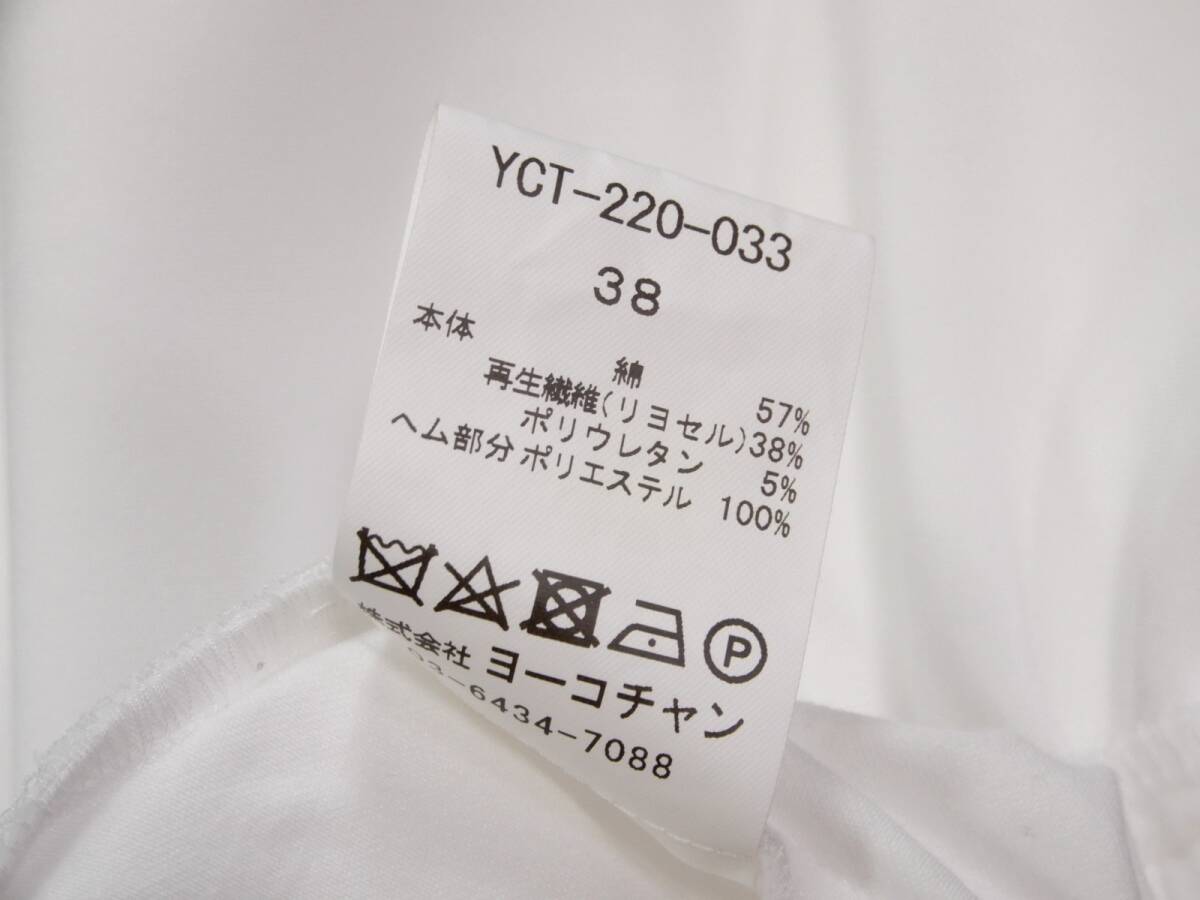 YCT-220-033
38
本体
綿 57%
再生繊維(リヨセル)38%
ポリウレタン 5%
ヘム部分 ポリエステル 100%
P
株式会社 ヨーコチャン
03-6434-7088